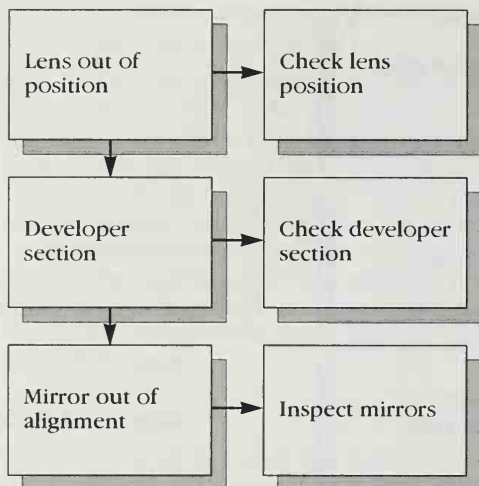 Lens out of
position
Check lens
position
Developer
section
Check developer
section
Mirror out of
alignment
Inspect mirrors